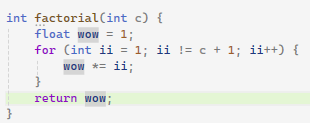 int factorial(int c) {
    float wow = 1;
    for (int ii = 1; ii != c + 1; ii++) {
        wow *= ii;
    }
    return wow;
}